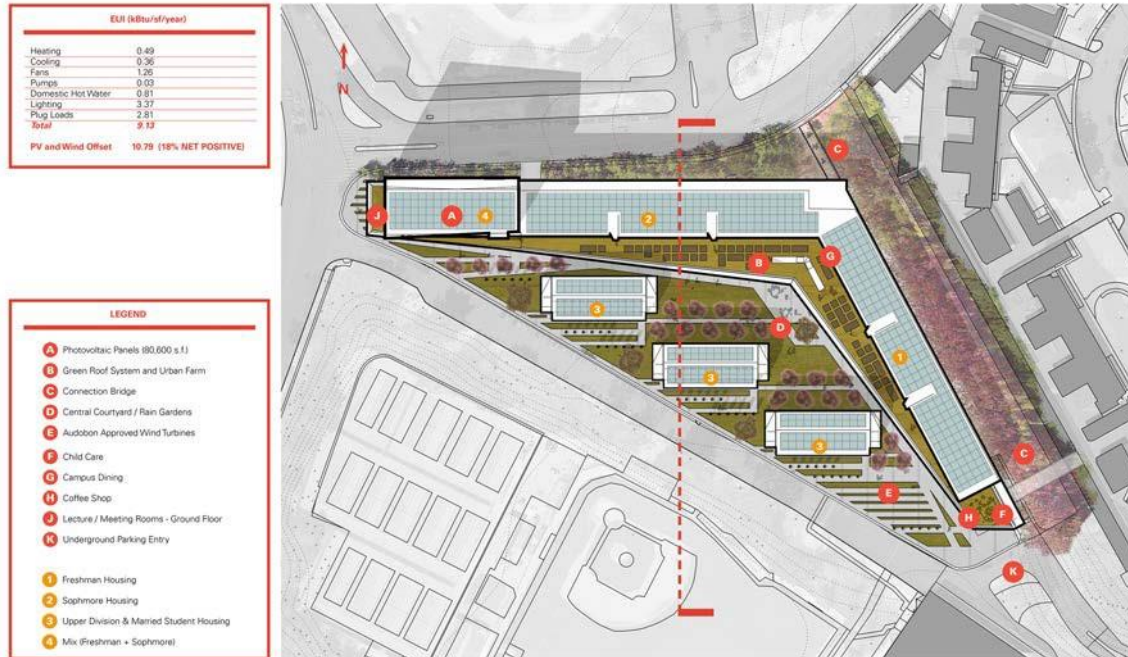 EUI (kBtu/sf/year)
Heating 0.49
Cooling 0.36
Fans 1.26
Pumps 0.03
Domestic Hot Water 0.81
Lighting 3.37
Plug Loads 2.81
Total 9.13
PV and Wind Offset 10.79 (18% NET POSITIVE)
LEGEND
A Photovoltaic Panels (80,600 s.f.)
B Green Roof System and Urban Farm
C Connection Bridge
D Central Courtyard / Rain Gardens
E Audobon Approved Wind Turbines
F Child Care
G Campus Dining
H Coffee Shop
J Lecture / Meeting Rooms - Ground Floor
K Underground Parking Entry
1 Freshman Housing
2 Sophmore Housing
3 Upper Division & Married Student Housing
4 Mix (Freshman + Sophmore)
N
C
J
A
4
2
B
G
3
D
3
1
3
C
E
H
F
K